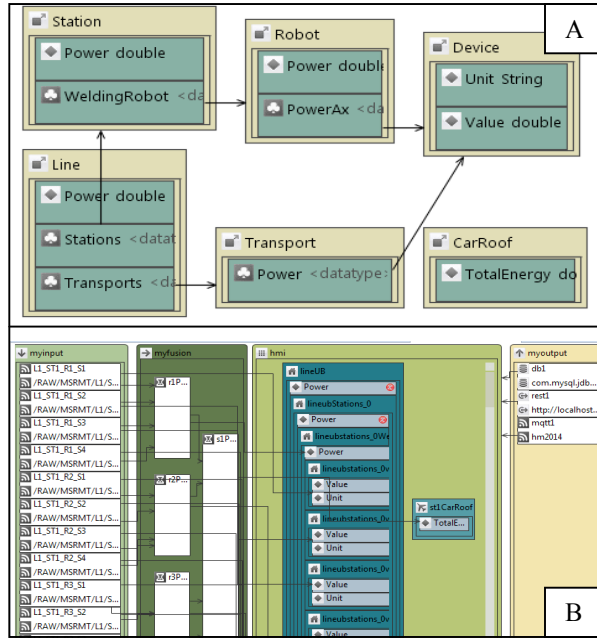 A
Station
Power double
WeldingRobot <da
Robot
Power double
PowerAx <da
Device
Unit String
Value double
Line
Power double
Stations <datat
Transports <da
Transport
Power <datatype:
CarRoof
TotalEnergy do
myinput
L1_ST1_R1_S1
/RAW/MSRMT/L1/S...
L1_ST1_R1_S2
/RAW/MSRMT/L1/S...
L1_ST1_R1_S3
/RAW/MSRMT/L1/S...
L1_ST1_R1_S4
/RAW/MSRMT/L1/S...
L1_ST1_R2_S1
/RAW/MSRMT/L1/S...
L1_ST1_R2_S2
/RAW/MSRMT/L1/S...
L1_ST1_R2_S3
/RAW/MSRMT/L1/S...
L1_ST1_R2_S4
/RAW/MSRMT/L1/S...
L1_ST1_R3_S1
/RAW/MSRMT/L1/S...
L1_ST1_R3_S2
/RAW/MSRMT/L1/S...
myfusion
r1P...
s1P...
r2P...
r3P...
hmi
lineUB
Power
lineubStations_0
Power
lineubstations_0We
Power
lineubstations_0v
Value
Unit
lineubstations_0v
Value
Unit
lineubstations_0v
Value
Unit
lineubstations_0v
Value
st1CarRoof
TotalE...
myoutput
db1
com.mysql.jdb...
rest1
http://localhost...
mqtt1
hm2014
B